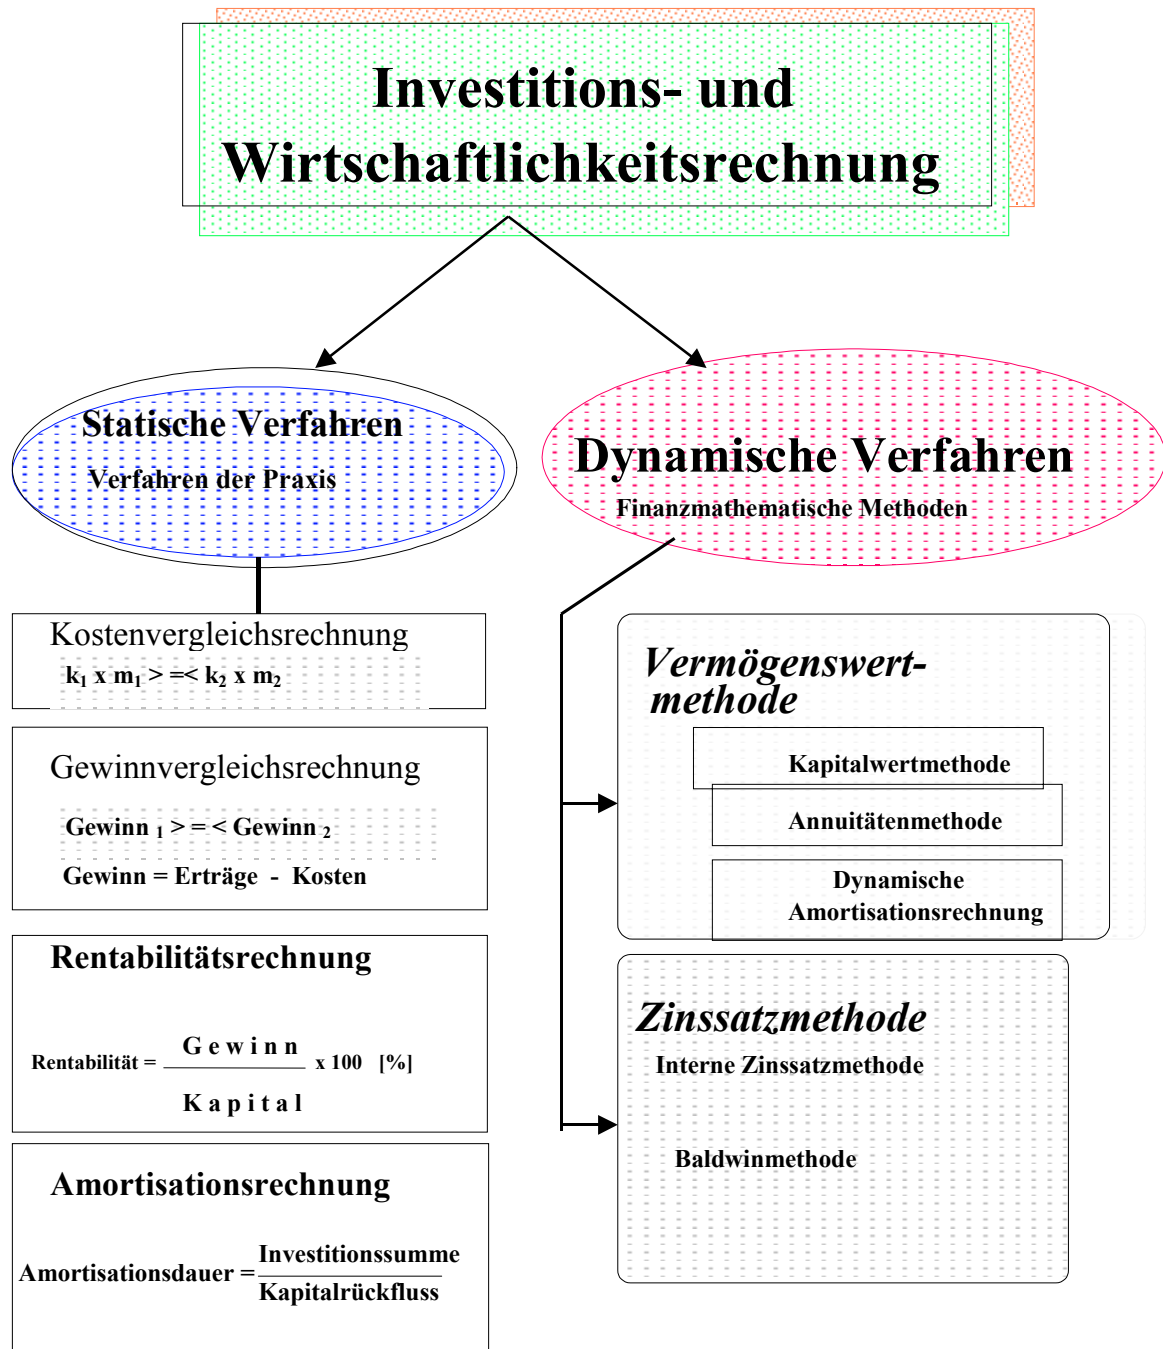 Investitions- und
Wirtschaftlichkeitsrechnung
Statische Verfahren
Verfahren der Praxis
Dynamische Verfahren
Finanzmathematische Methoden
Kostenvergleichsrechnung
k₁ x m₁ > =< k₂ x m₂
Gewinnvergleichsrechnung
Gewinn ₁ > = < Gewinn ₂
Gewinn = Erträge - Kosten
Rentabilitätsrechnung
G e w i n n
Rentabilität = x 100 [%]
K a p i t a l
Amortisationsrechnung
Investitionssumme
Amortisationsdauer =
Kapitalrückfluss
Vermögenswert-
methode
Kapitalwertmethode
Annuitätenmethode
Dynamische
Amortisationsrechnung
Zinssatzmethode
Interne Zinssatzmethode
Baldwinmethode